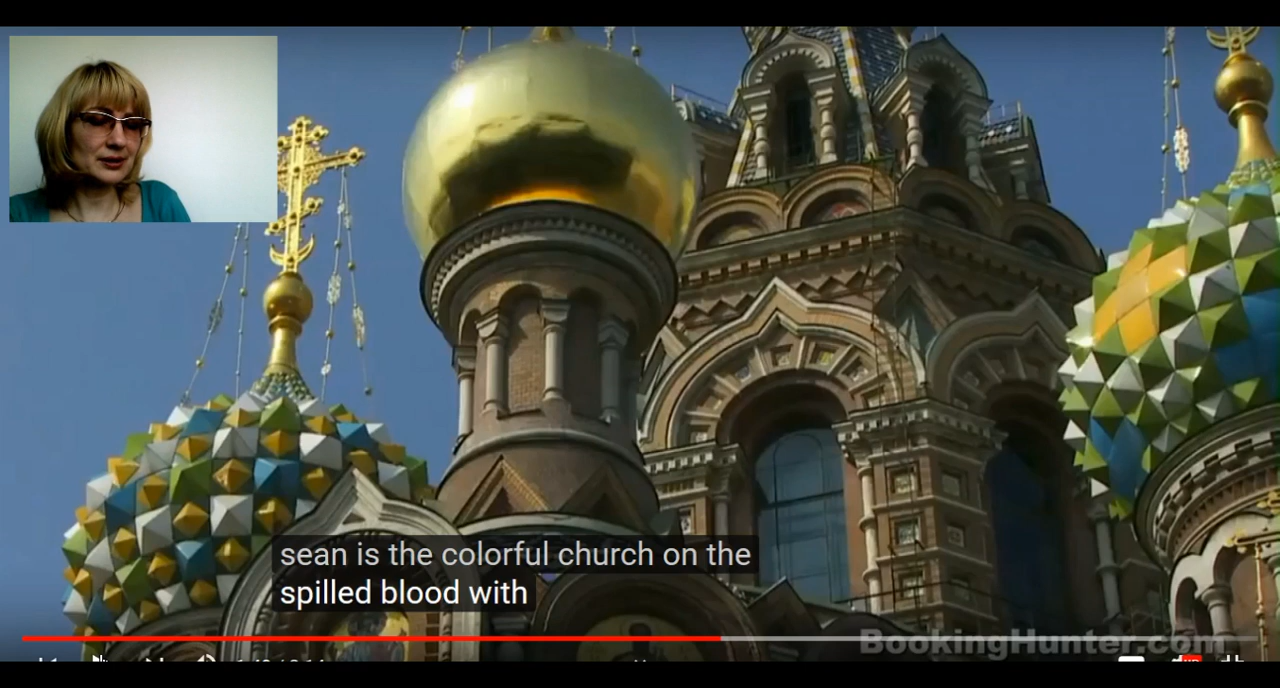 sean is the colorful church on the
spilled blood with
BookingHunter.com